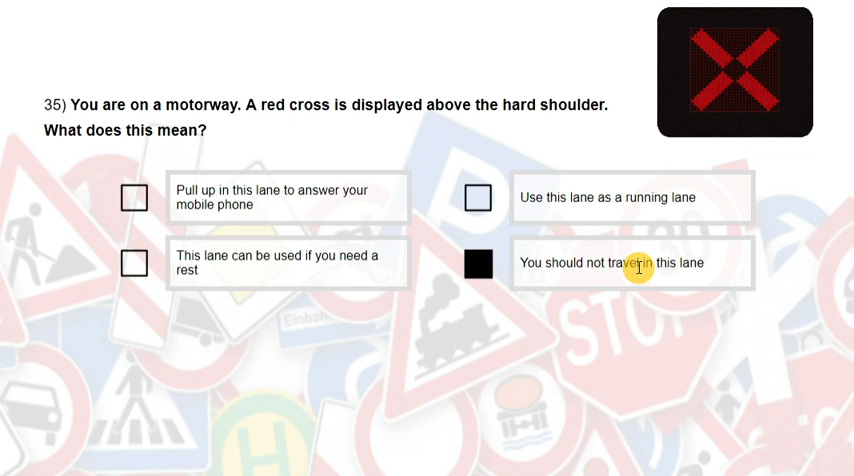 35) You are on a motorway. A red cross is displayed above the hard shoulder.
What does this mean?
Pull up in this lane to answer your
mobile phone
Use this lane as a running lane
This lane can be used if you need a
rest
You should not travel in this lane
P
30
STOP
H